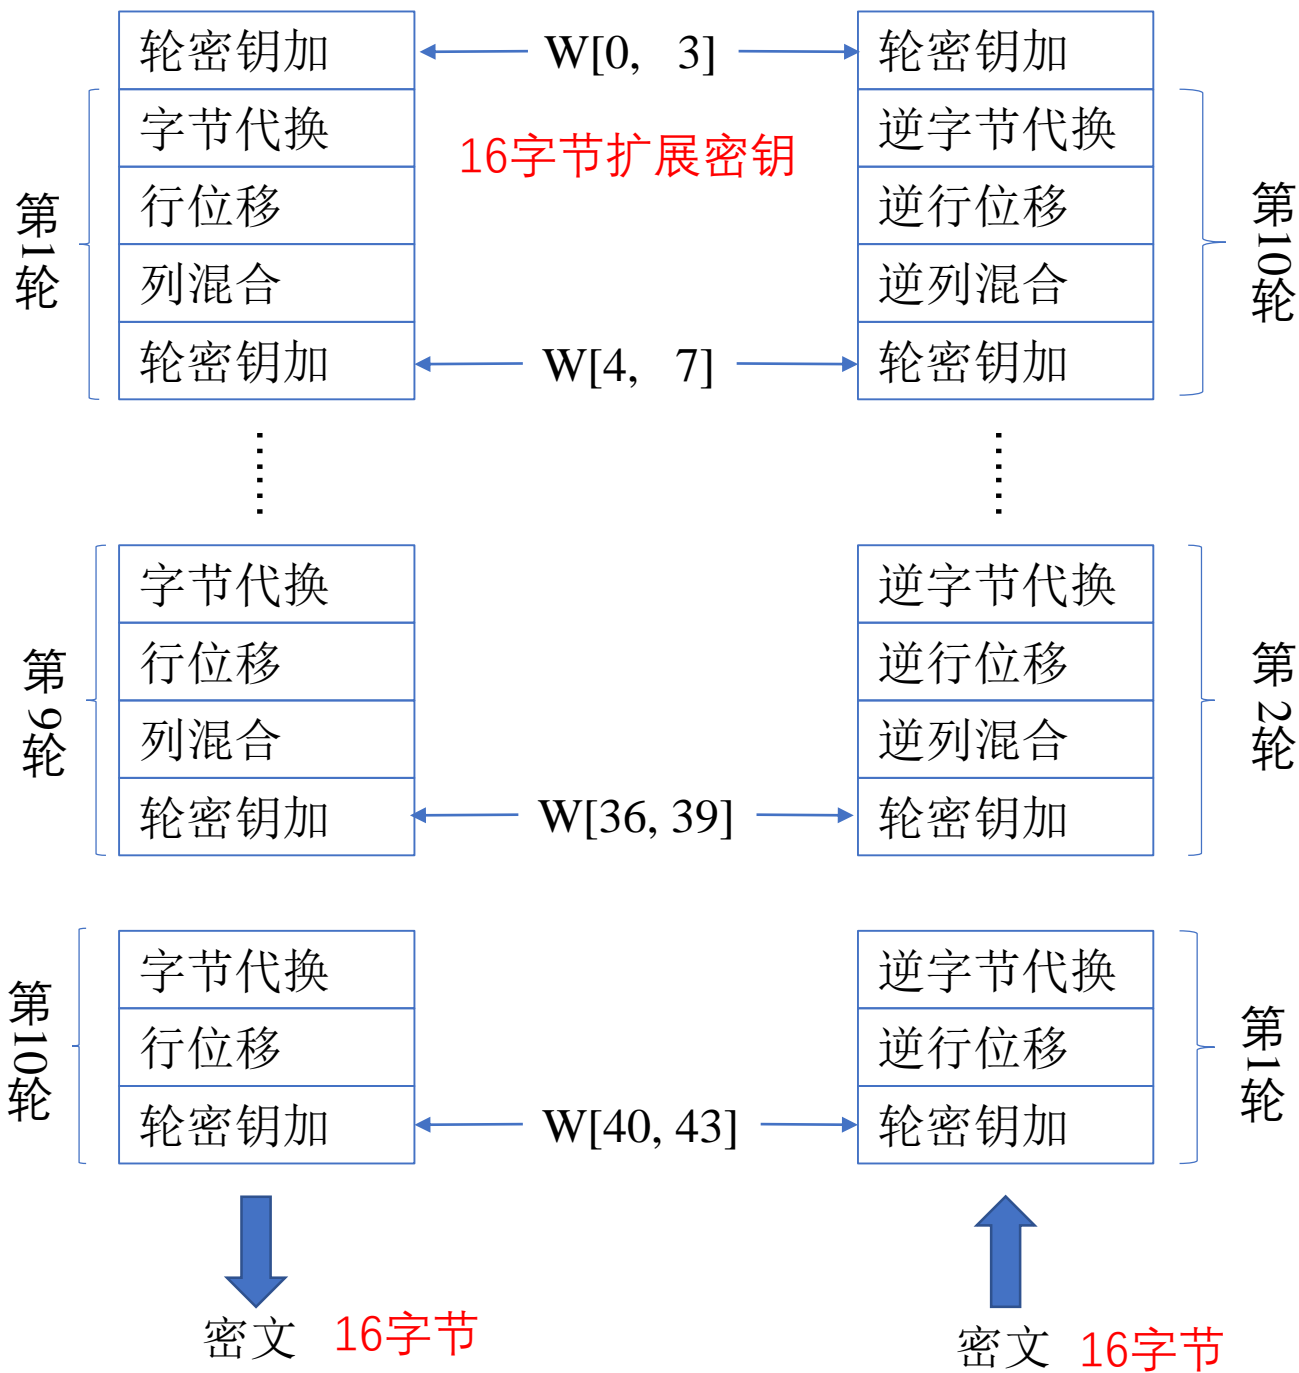 轮密钥加
W[0, 3]
轮密钥加
字节代换
16字节扩展密钥
逆字节代换
第1轮
行位移
逆行位移
第10轮
列混合
逆列混合
轮密钥加
W[4, 7]
轮密钥加
......
......
字节代换
逆字节代换
第9轮
行位移
逆行位移
第2轮
列混合
逆列混合
轮密钥加
W[36, 39]
轮密钥加
字节代换
逆字节代换
第10轮
行位移
逆行位移
第1轮
轮密钥加
W[40, 43]
轮密钥加
密文 16字节
密文 16字节